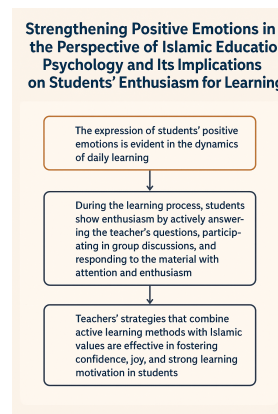 Strengthening Positive Emotions in
the Perspective of Islamic Educatio
Psychology and Its Implications
on Students' Enthusiasm for Learning
The expression of students' positive
emotions is evident in the dynamics
of daily learning
During the learning process, students
show enthusiasm by actively answer-
ing the teacher's questions, particip-
ating in group discussions, and
responding to the material with
attention and enthusiasm
Teachers' strategies that combine
active learning methods with Islamic
values are effective in fostering
confidence, joy, and strong learning
motivation in students